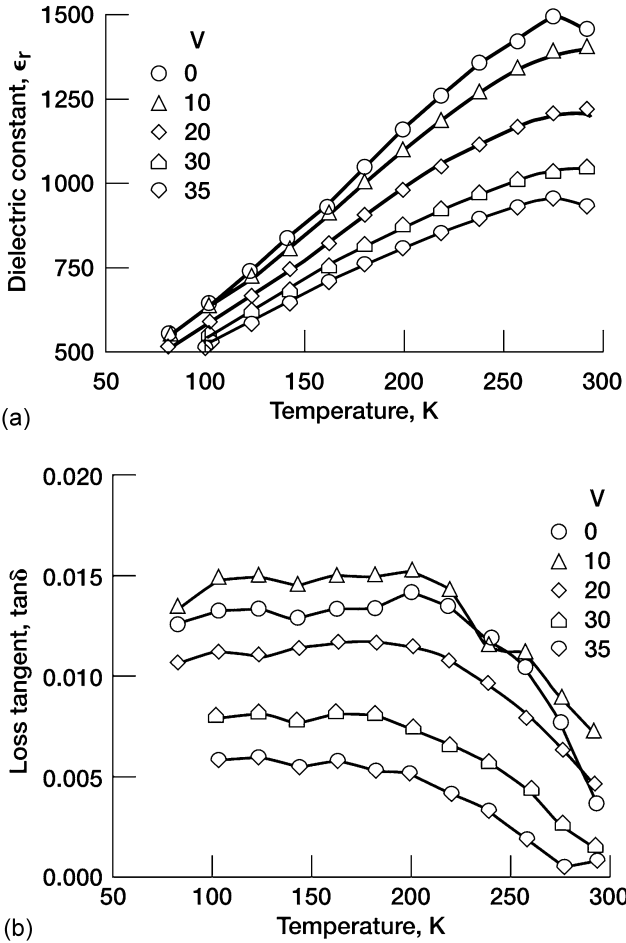 1500
1250
1000
750
500
Dielectric constant, ϵr
V
0
10
20
30
35
50 100 150 200 250 300
Temperature, K
(a)
0.020
0.015
0.010
0.005
0.000
Loss tangent, tanδ
V
0
10
20
30
35
50 100 150 200 250 300
Temperature, K
(b)